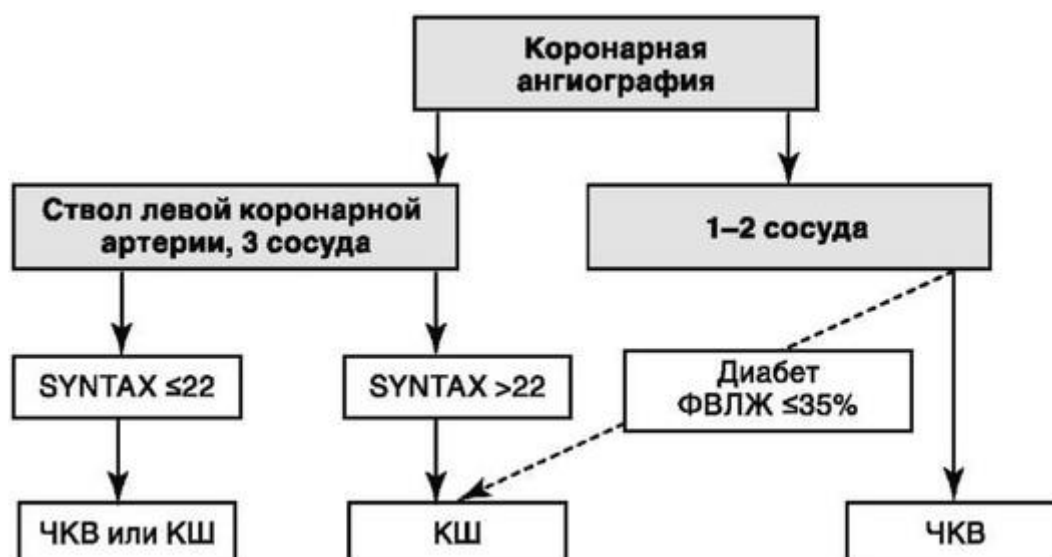 Коронарная
ангиография
Ствол левой коронарной
артерии, 3 сосуда
1–2 сосуда
SYNTAX ≤22
SYNTAX >22
Диабет
ФВЛЖ ≤35%
ЧКВ или КШ
КШ
ЧКВ